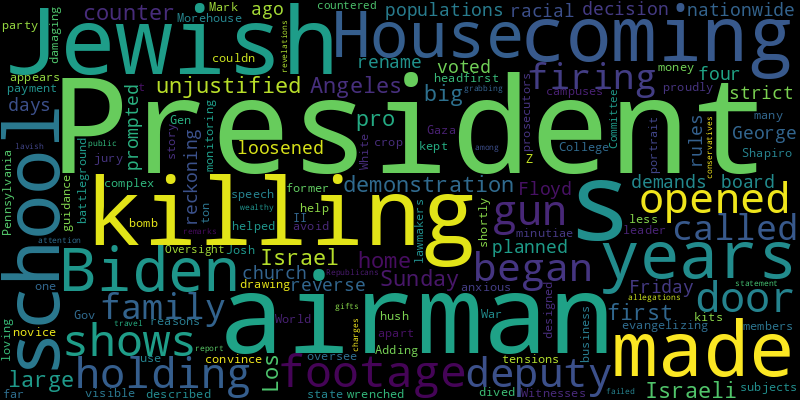 party
appears
payment
days
damaging
counter
Jewish
Morehouse
Mark
ago
revelations
countered
couldn
Housecoming
populations
racial
decision
nationwide
rename
voted
headfirst
grabbing
firing
campuses
money
proudly
four
strict
President
unjustified
Angeles
big
prosecutors
school
battleground
prompted
t
public
story
Gen
monitoring
loosened
White
pro
crop
Gaza
kept
among
Z
College
Committee
portrait
rules
conservatives
many
George
Shapiro
Pennsylvania
lavish
guidance
jury
reckoning
complex
killing
ton
speech
wealthy
former
help
demonstration
Floyd
demands
board
gun
s
opened
loving
attention
bomb
remarks
helped
II
avoid
lawmakers
shortly
minutiae
less
leader
called
Oversight
Josh
Israel
planned
Biden
church
drawing
reverse
Republicans
home
Sunday
began
anxious
years
novice
one
Gov
family
reasons
travel
airman
World
gifts
hush
War
designed
Friday
allegations
first
kits
door
statement
evangelizing
members
shows
report
convince
charges
apart
Adding
tensions
oversee
business
made
large
holding
use
Los
footage
deputy
Israeli
subjects
far
visible
described
state
wrenched
dived
Witnesses
failed